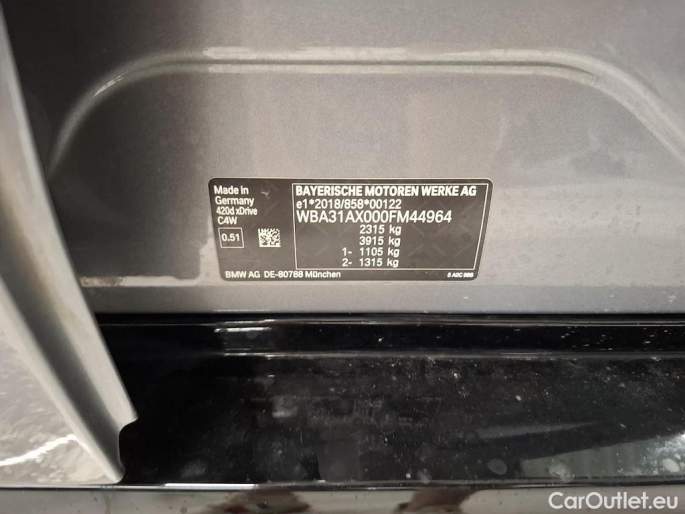 Made in
Germany
420d xDrive
C4W
0.51
BAYERISCHE MOTOREN WERKE AG
e1*2018/858*00122
WBA31AX000FM44964
2315 kg
3915 kg
1- 1105 kg
2- 1315 kg
BMW AG DE-80788 München
CarOutlet.eu